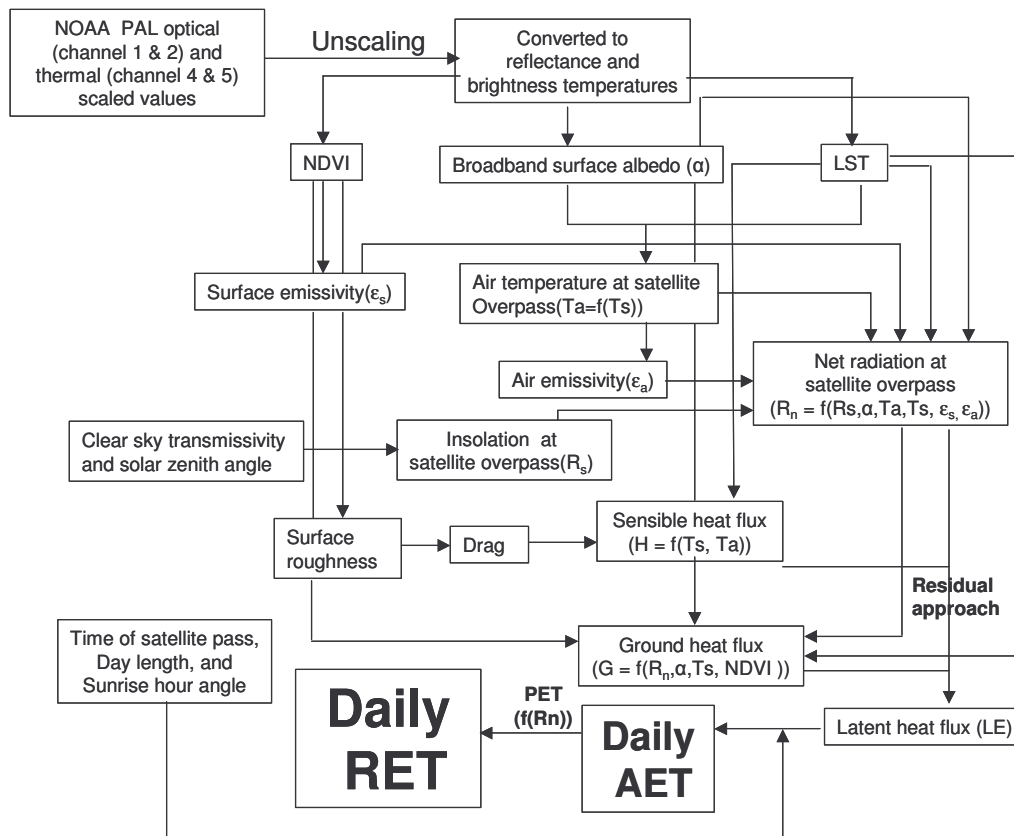 NOAA PAL optical
(channel 1 & 2) and
thermal (channel 4 & 5)
scaled values
Unscaling
Converted to
reflectance and
brightness temperatures
NDVI
Broadband surface albedo (α)
LST
Surface emissivity(εs)
Air temperature at satellite
Overpass(Ta=f(Ts))
Air emissivity(εa)
Net radiation at
satellite overpass
(Rn = f(Rs,α,Ta,Ts, εs, εa))
Clear sky transmissivity
and solar zenith angle
Insolation at
satellite overpass(Rs)
Surface
roughness
Drag
Sensible heat flux
(H = f(Ts, Ta))
Residual
approach
Time of satellite pass,
Day length, and
Sunrise hour angle
Ground heat flux
(G = f(Rn,α,Ts, NDVI ))
Daily
RET
PET
(f(Rn))
Daily
AET
Latent heat flux (LE)